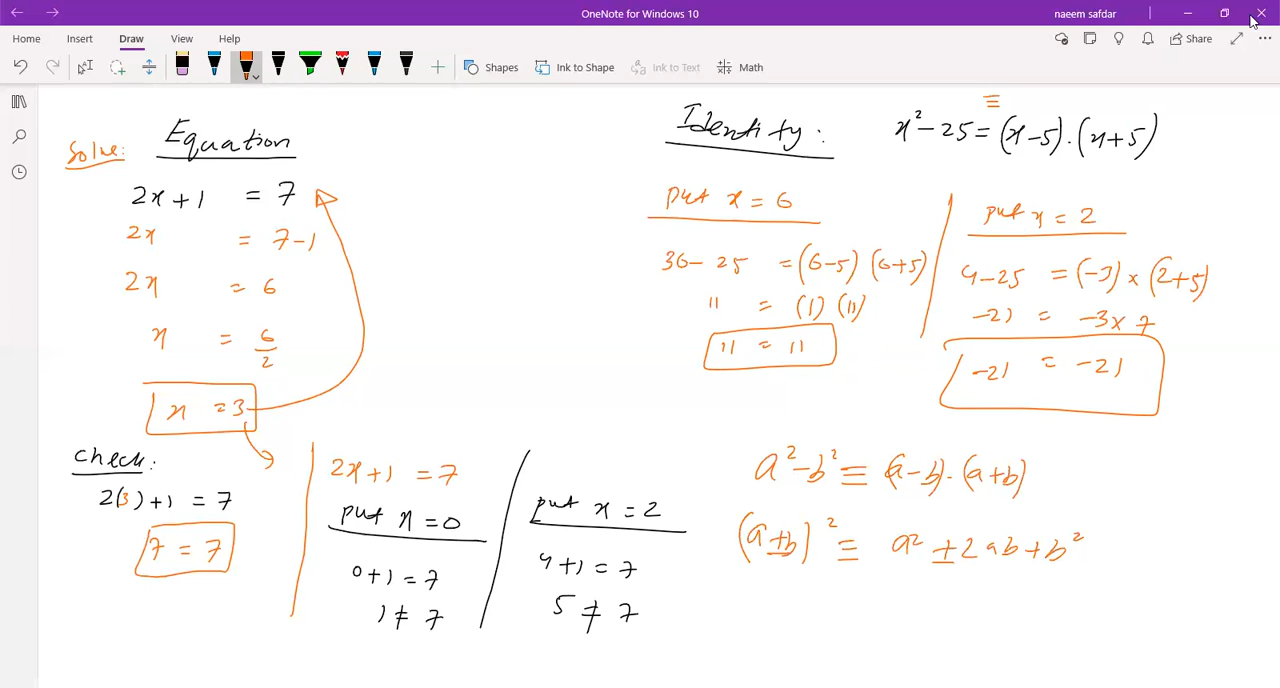 OneNote for Windows 10
naeem safdar
Home Insert Draw View Help
Share
Shapes Ink to Shape Ink to Text Math
Solve:
Equation
2x+1 = 7
2x = 7-1
2x = 6
x = 6/2
x = 3
Check:
2(3)+1 = 7
7 = 7
2x+1 = 7
put x=0
0+1 = 7
1 ≠ 7
put x = 2
4+1 = 7
5 ≠ 7
Identity:
≡
x²-25 = (x-5).(x+5)
put x = 6
36-25 = (6-5)(6+5)
11 = (1)(11)
11 = 11
put x = 2
4-25 = (-3)×(2+5)
-21 = -3×7
-21 = -21
a²-b² ≡ (a-b).(a+b)
(a±b)² ≡ a²±2ab+b²